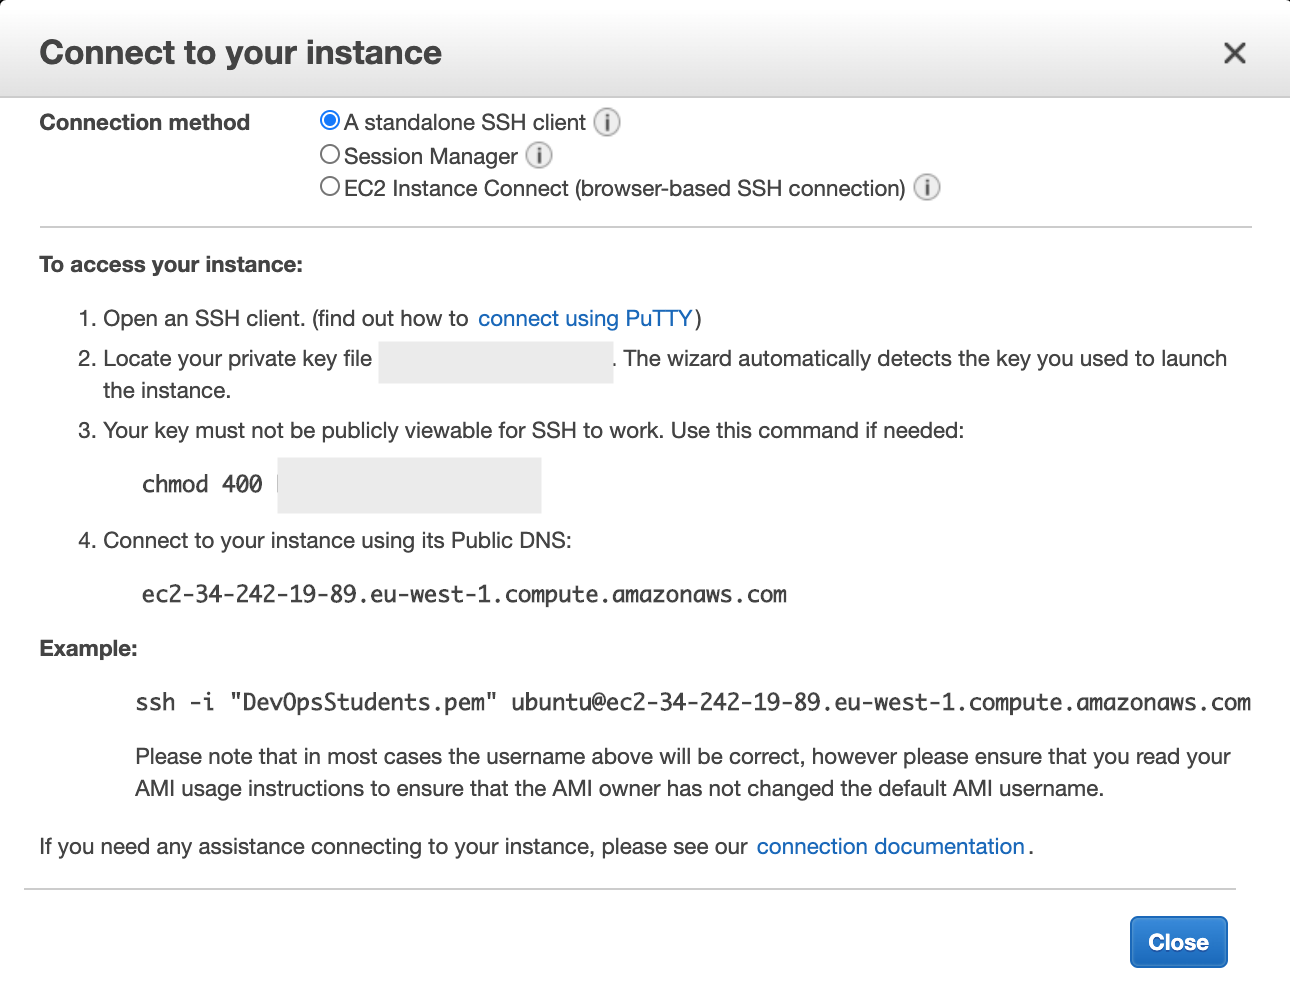 Connect to your instance
Connection method
A standalone SSH client
Session Manager
EC2 Instance Connect (browser-based SSH connection)
To access your instance:
1. Open an SSH client. (find out how to connect using PuTTY)
2. Locate your private key file . The wizard automatically detects the key you used to launch
the instance.
3. Your key must not be publicly viewable for SSH to work. Use this command if needed:
chmod 400
4. Connect to your instance using its Public DNS:
ec2-34-242-19-89.eu-west-1.compute.amazonaws.com
Example:
ssh -i "DevOpsStudents.pem" ubuntu@ec2-34-242-19-89.eu-west-1.compute.amazonaws.com
Please note that in most cases the username above will be correct, however please ensure that you read your
AMI usage instructions to ensure that the AMI owner has not changed the default AMI username.
If you need any assistance connecting to your instance, please see our connection documentation.
Close